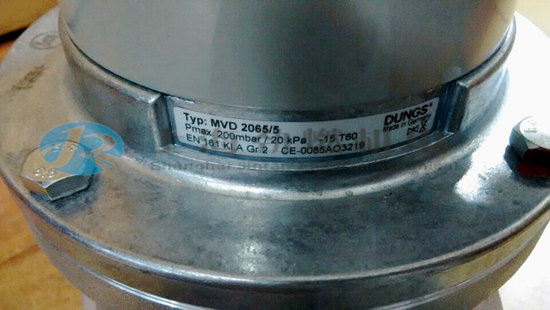 Typ: MVD 2065/5
Pmax. 200mbar / 20 kPa -15 T60
EN 161 Kl.A Gr 2 CE-0085AO3219
DUNGS®
Made in Germany